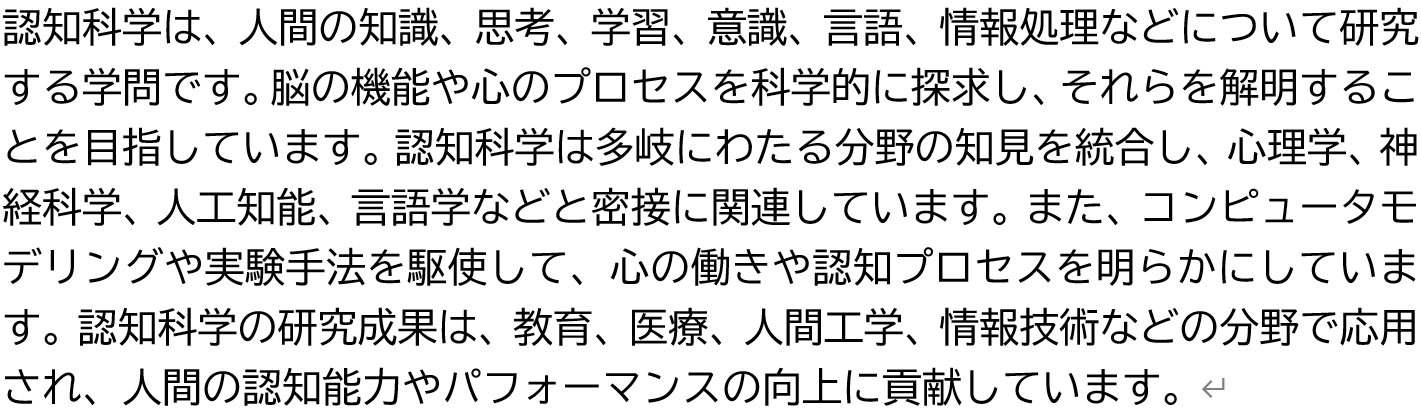 認知科学は、人間の知識、思考、学習、意識、言語、情報処理などについて研究
する学問です。脳の機能や心のプロセスを科学的に探求し、それらを解明するこ
とを目指しています。認知科学は多岐にわたる分野の知見を統合し、心理学、神
経科学、人工知能、言語学などと密接に関連しています。また、コンピュータモ
デリングや実験手法を駆使して、心の働きや認知プロセスを明らかにしていま
す。認知科学の研究成果は、教育、医療、人間工学、情報技術などの分野で応用
され、人間の認知能力やパフォーマンスの向上に貢献しています。↵